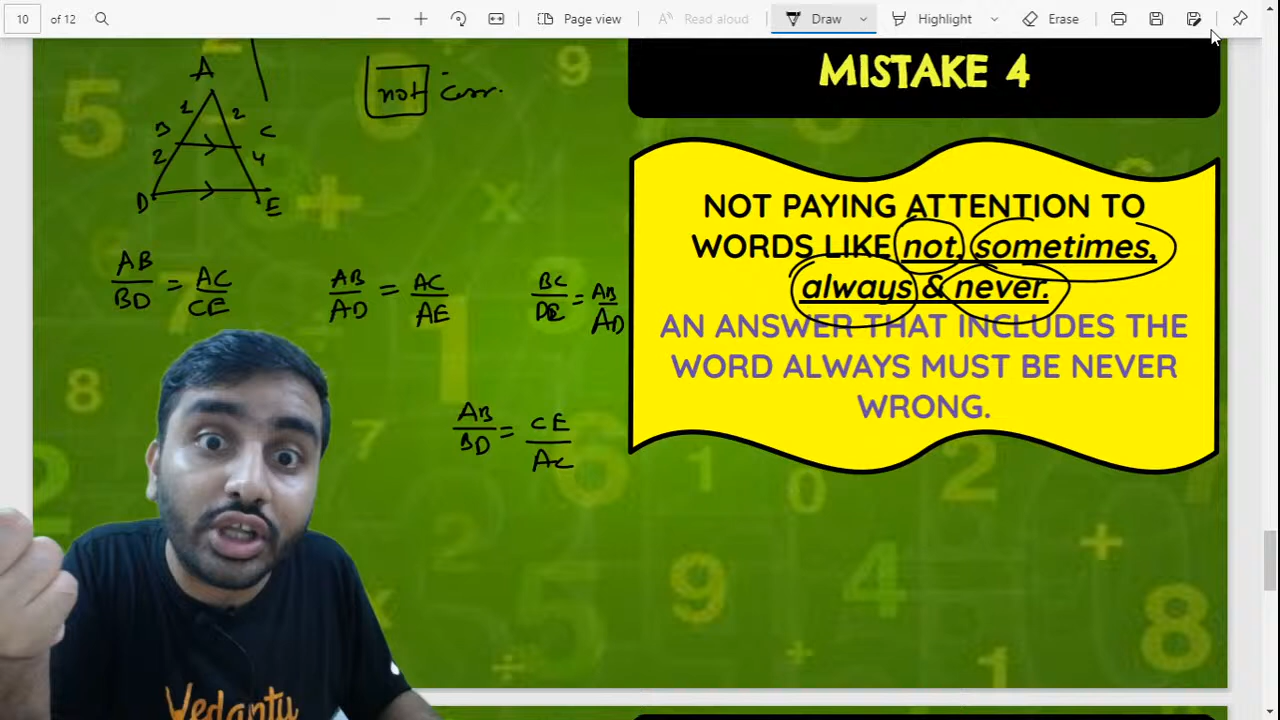 10 of 12
Page view
Read aloud
Draw
Highlight
Erase
MISTAKE 4
NOT PAYING ATTENTION TO
WORDS LIKE not, sometimes,
always & never.
AN ANSWER THAT INCLUDES THE
WORD ALWAYS MUST BE NEVER
WRONG.
A
1 2
B C
2 4
D E
not corr.
AB/BD = AC/CE
AB/AD = AC/AE
BC/DE = AB/AD
AB/BD = CE/AC
Vedantu